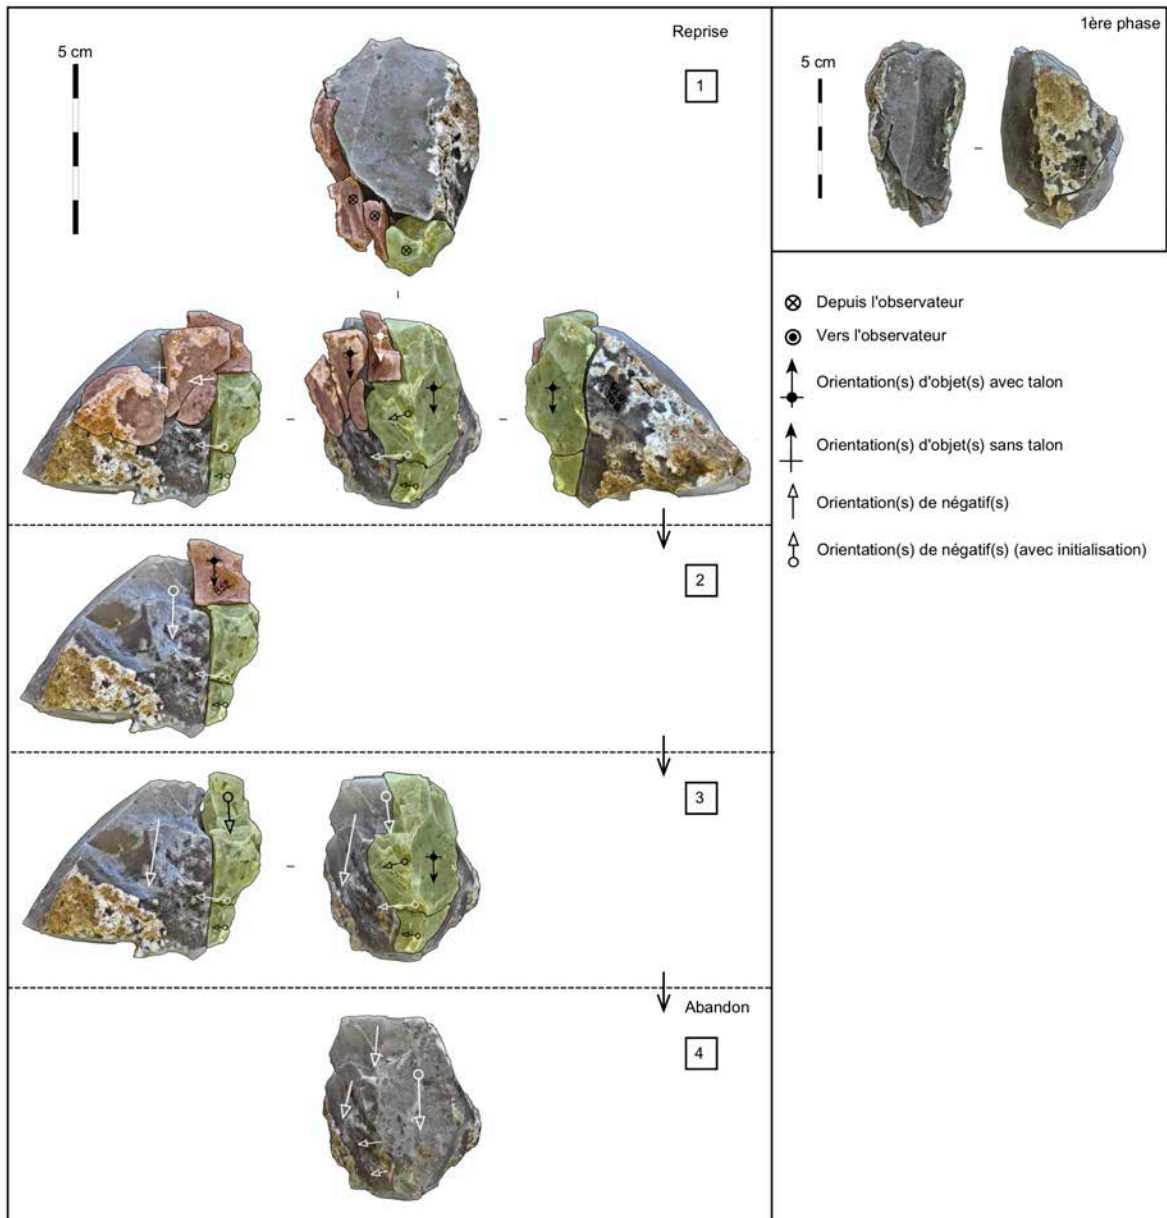 Reprise
5 cm
1
1ère phase
5 cm
Depuis l'observateur
Vers l'observateur
Orientation(s) d'objet(s) avec talon
Orientation(s) d'objet(s) sans talon
Orientation(s) de négatif(s)
Orientation(s) de négatif(s) (avec initialisation)
2
3
Abandon
4